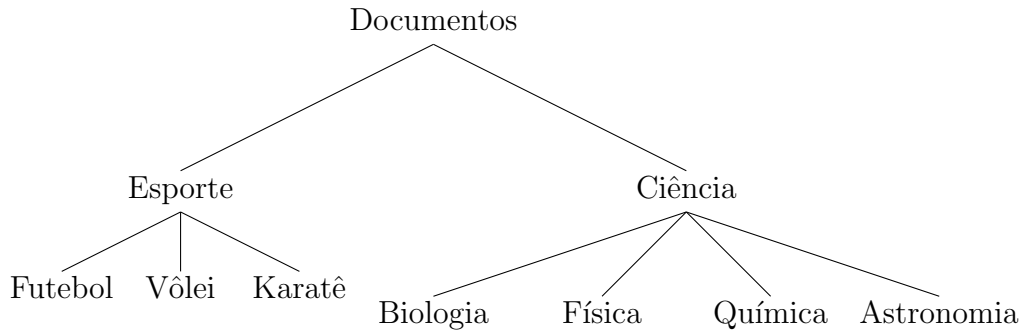 Documentos
Esporte Ciência
Futebol Vôlei Karatê
Biologia Física Química Astronomia